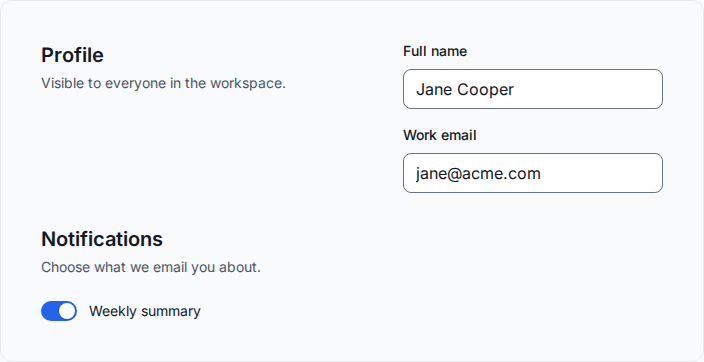 Profile
Visible to everyone in the workspace.
Full name
Jane Cooper
Work email
jane@acme.com
Notifications
Choose what we email you about.
Weekly summary